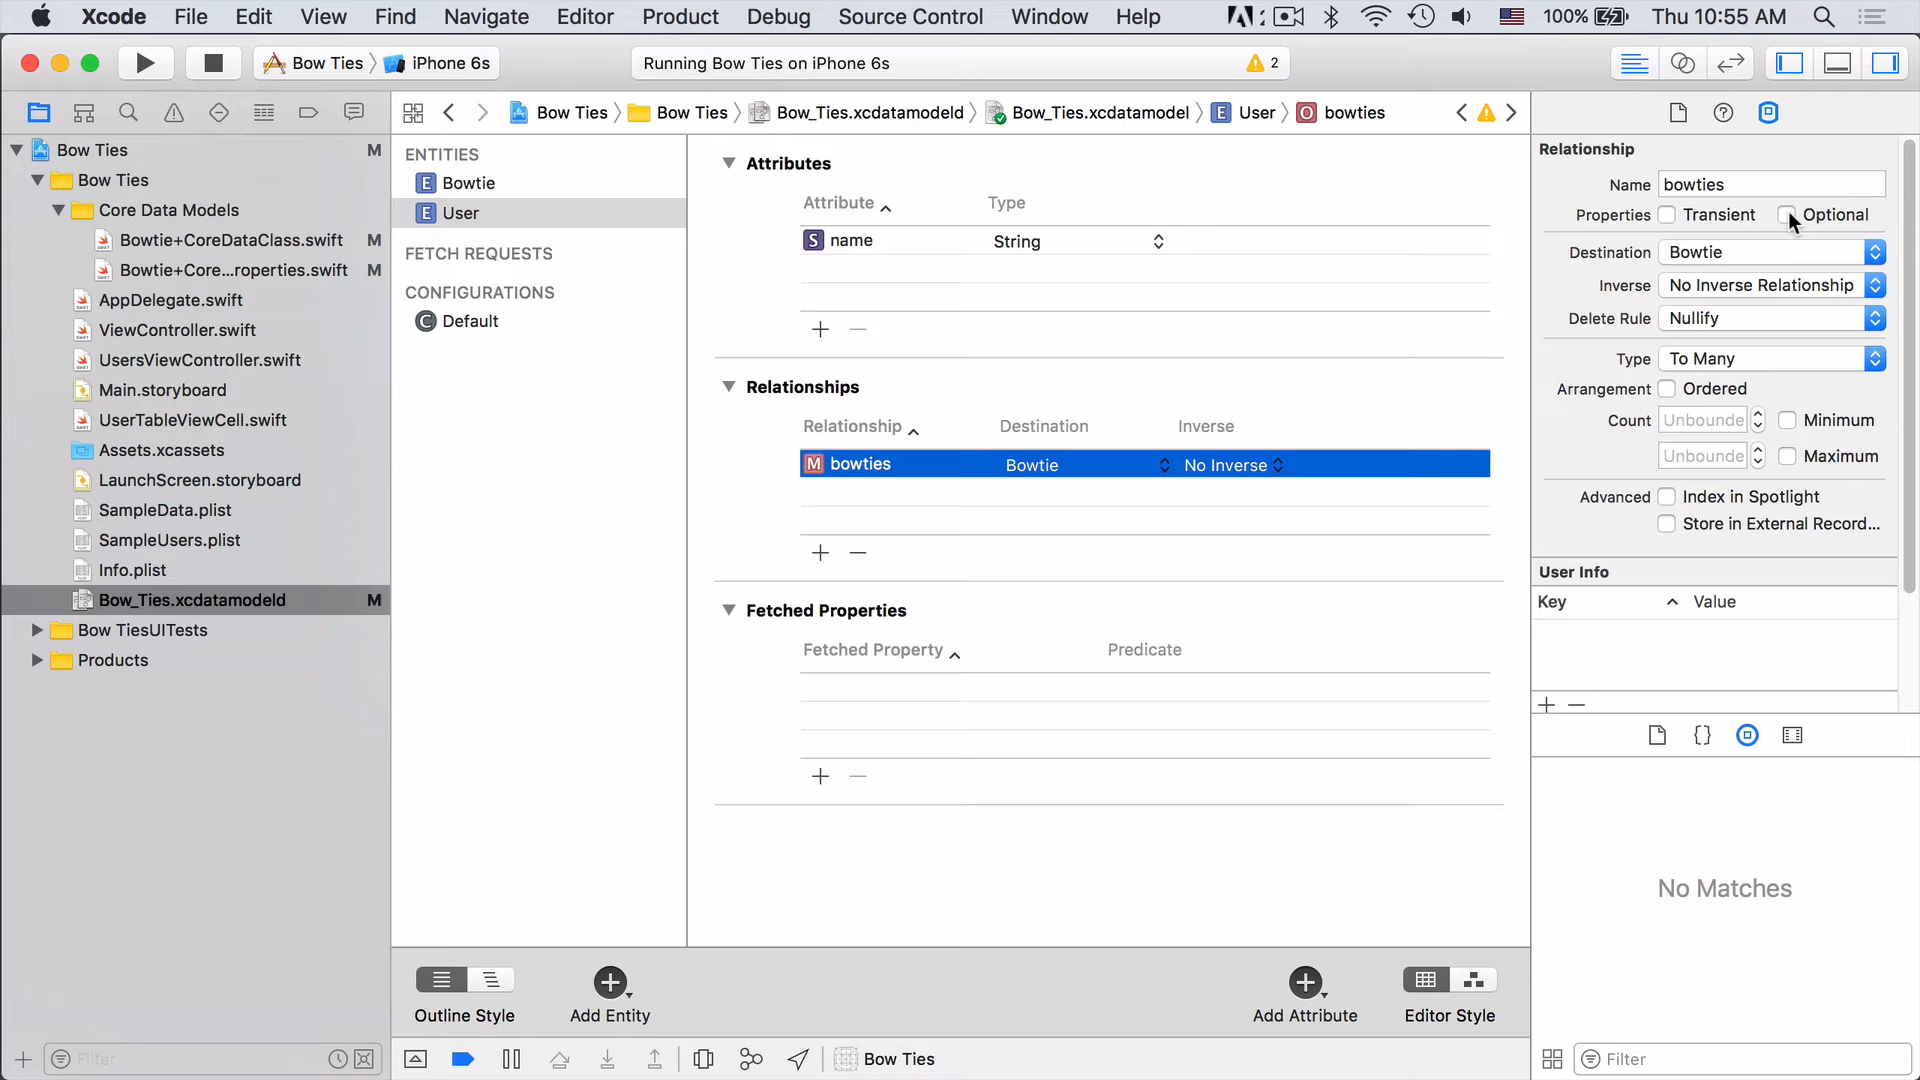 Xcode File Edit View Find Navigate Editor Product Debug Source Control Window Help 100% Thu 10:55 AM
Bow Ties iPhone 6s Running Bow Ties on iPhone 6s 2
Bow Ties Bow Ties Bow_Ties.xcdatamodeld Bow_Ties.xcdatamodel E User O bowties
Bow Ties M
Bow Ties
Core Data Models
Bowtie+CoreDataClass.swift M
Bowtie+Core...roperties.swift M
AppDelegate.swift
ViewController.swift
UsersViewController.swift
Main.storyboard
UserTableViewCell.swift
Assets.xcassets
LaunchScreen.storyboard
SampleData.plist
SampleUsers.plist
Info.plist
Bow_Ties.xcdatamodeld M
Bow TiesUITests
Products
Filter
ENTITIES
E Bowtie
E User
FETCH REQUESTS
CONFIGURATIONS
C Default
Attributes
Attribute Type
S name String
Relationships
Relationship Destination Inverse
M bowties Bowtie No Inverse
Fetched Properties
Fetched Property Predicate
Outline Style Add Entity Add Attribute Editor Style
Bow Ties
Relationship
Name bowties
Properties Transient Optional
Destination Bowtie
Inverse No Inverse Relationship
Delete Rule Nullify
Type To Many
Arrangement Ordered
Count Unbounde Minimum
Unbounde Maximum
Advanced Index in Spotlight
Store in External Record...
User Info
Key Value
No Matches
Filter